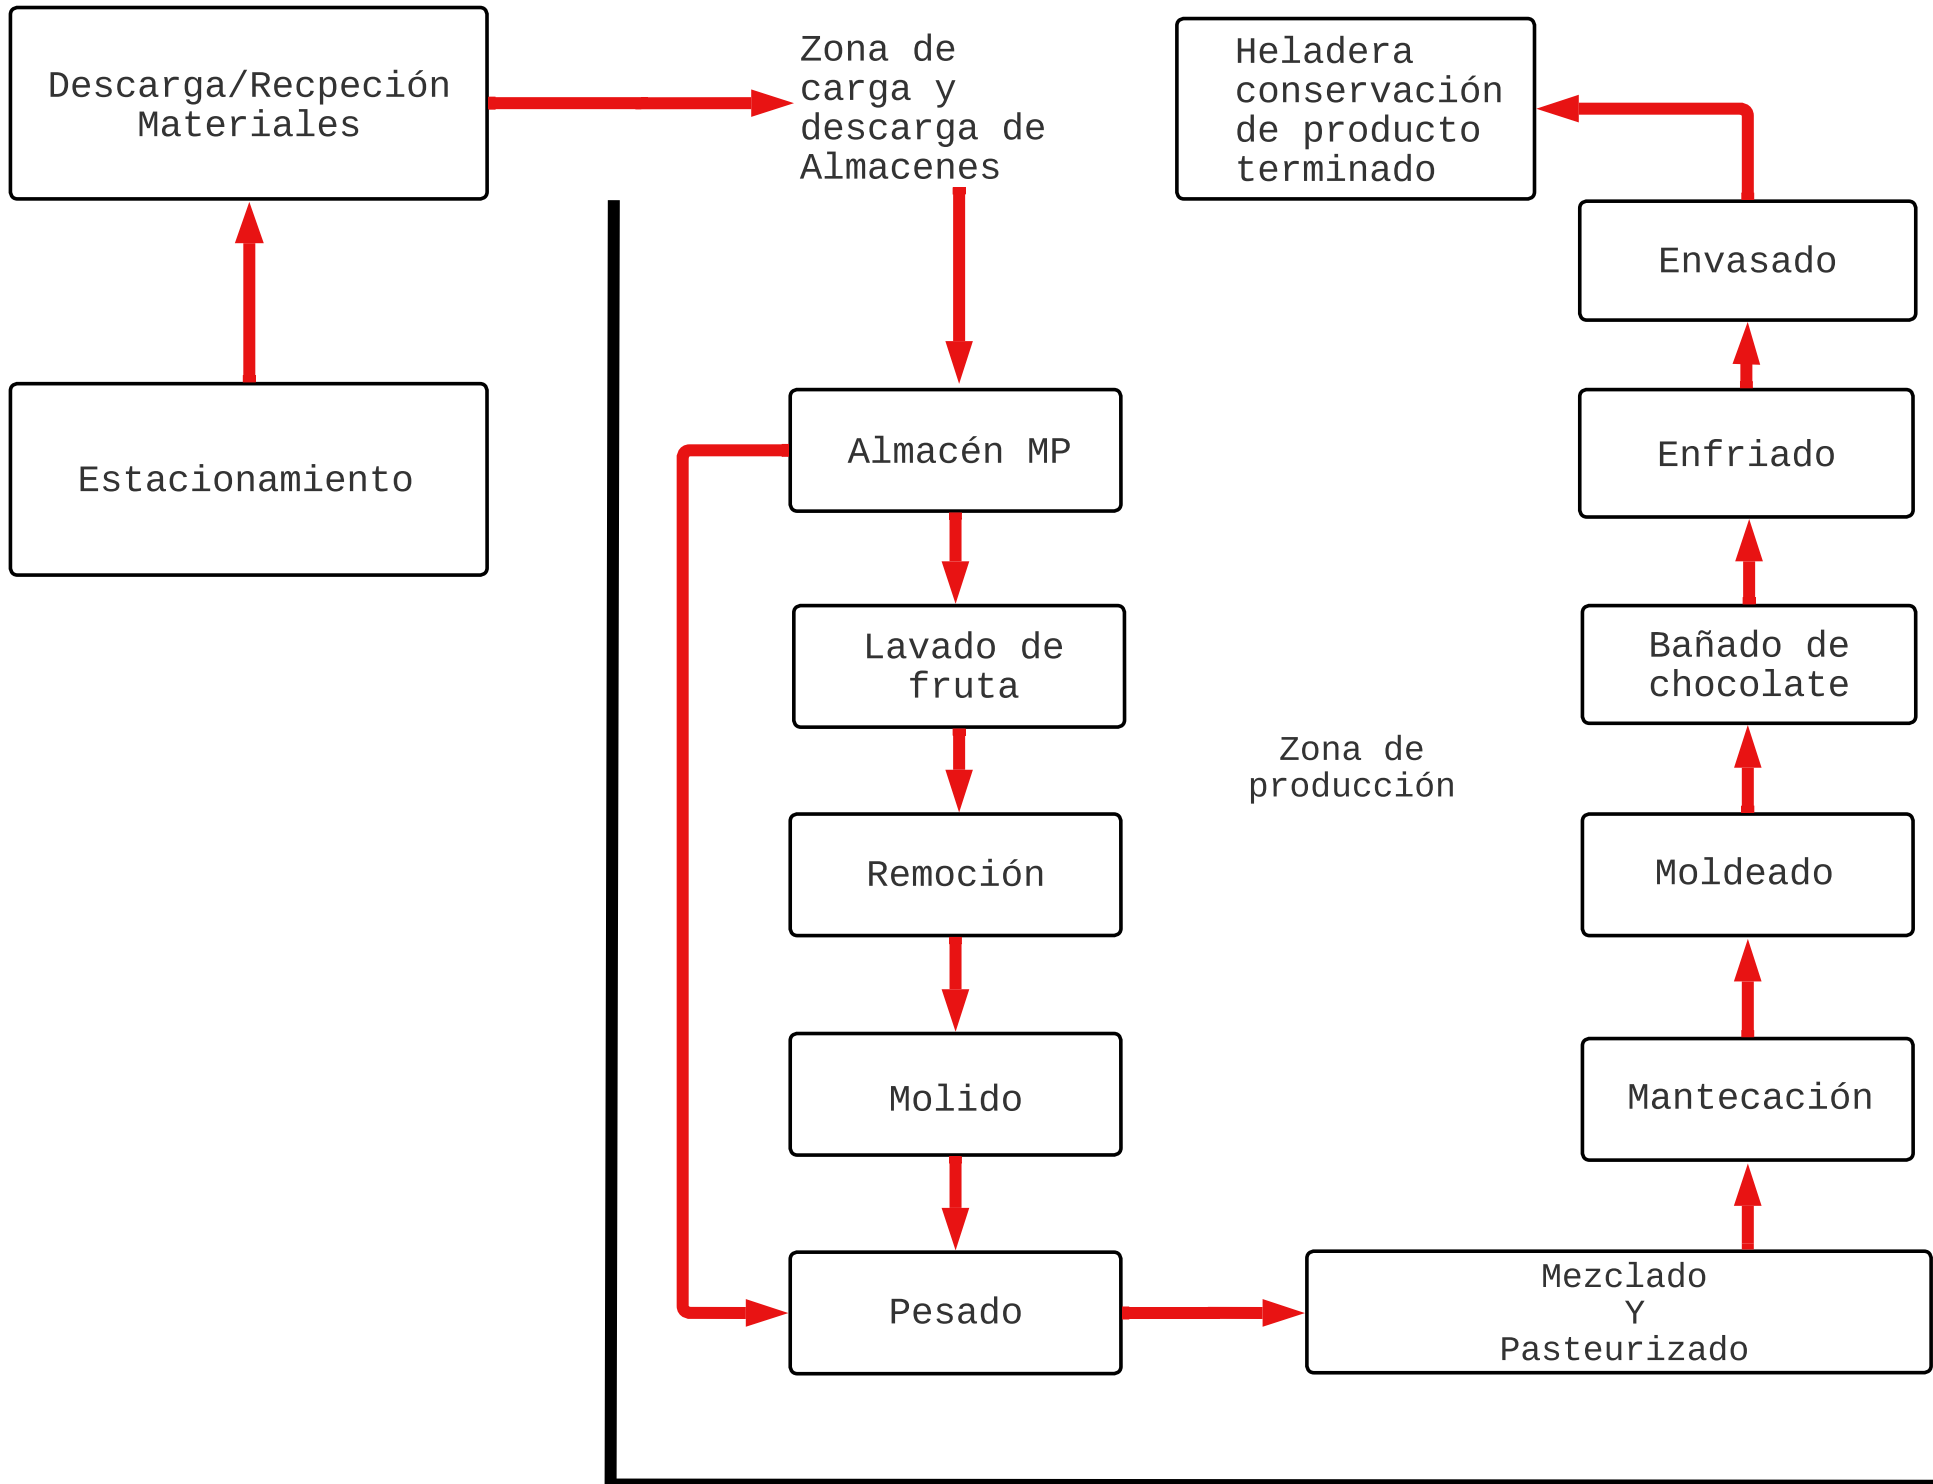 Descarga/Recpeción
Materiales
Zona de
carga y
descarga de
Almacenes
Heladera
conservación
de producto
terminado
Envasado
Estacionamiento
Almacén MP
Enfriado
Lavado de
fruta
Bañado de
chocolate
Zona de
producción
Remoción
Moldeado
Molido
Mantecación
Pesado
Mezclado
Y
Pasteurizado